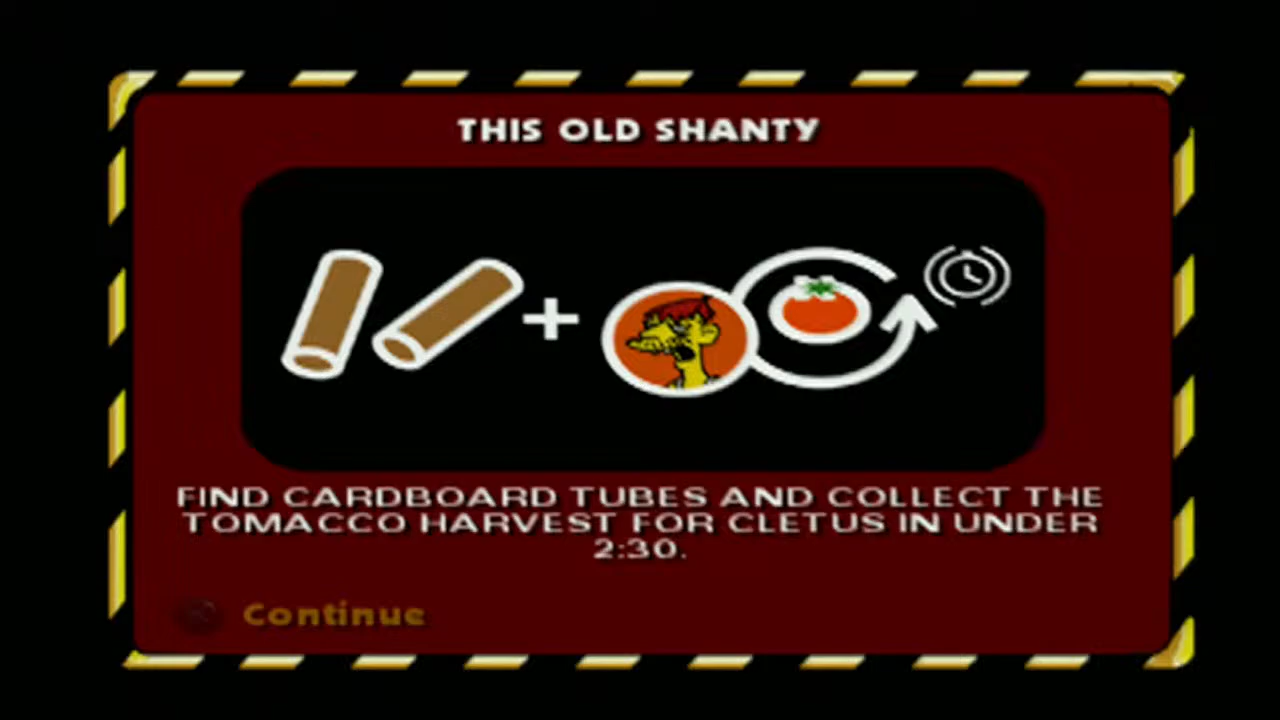 THIS OLD SHANTY
FIND CARDBOARD TUBES AND COLLECT THE
TOMACCO HARVEST FOR CLETUS IN UNDER
2:30.
Continue